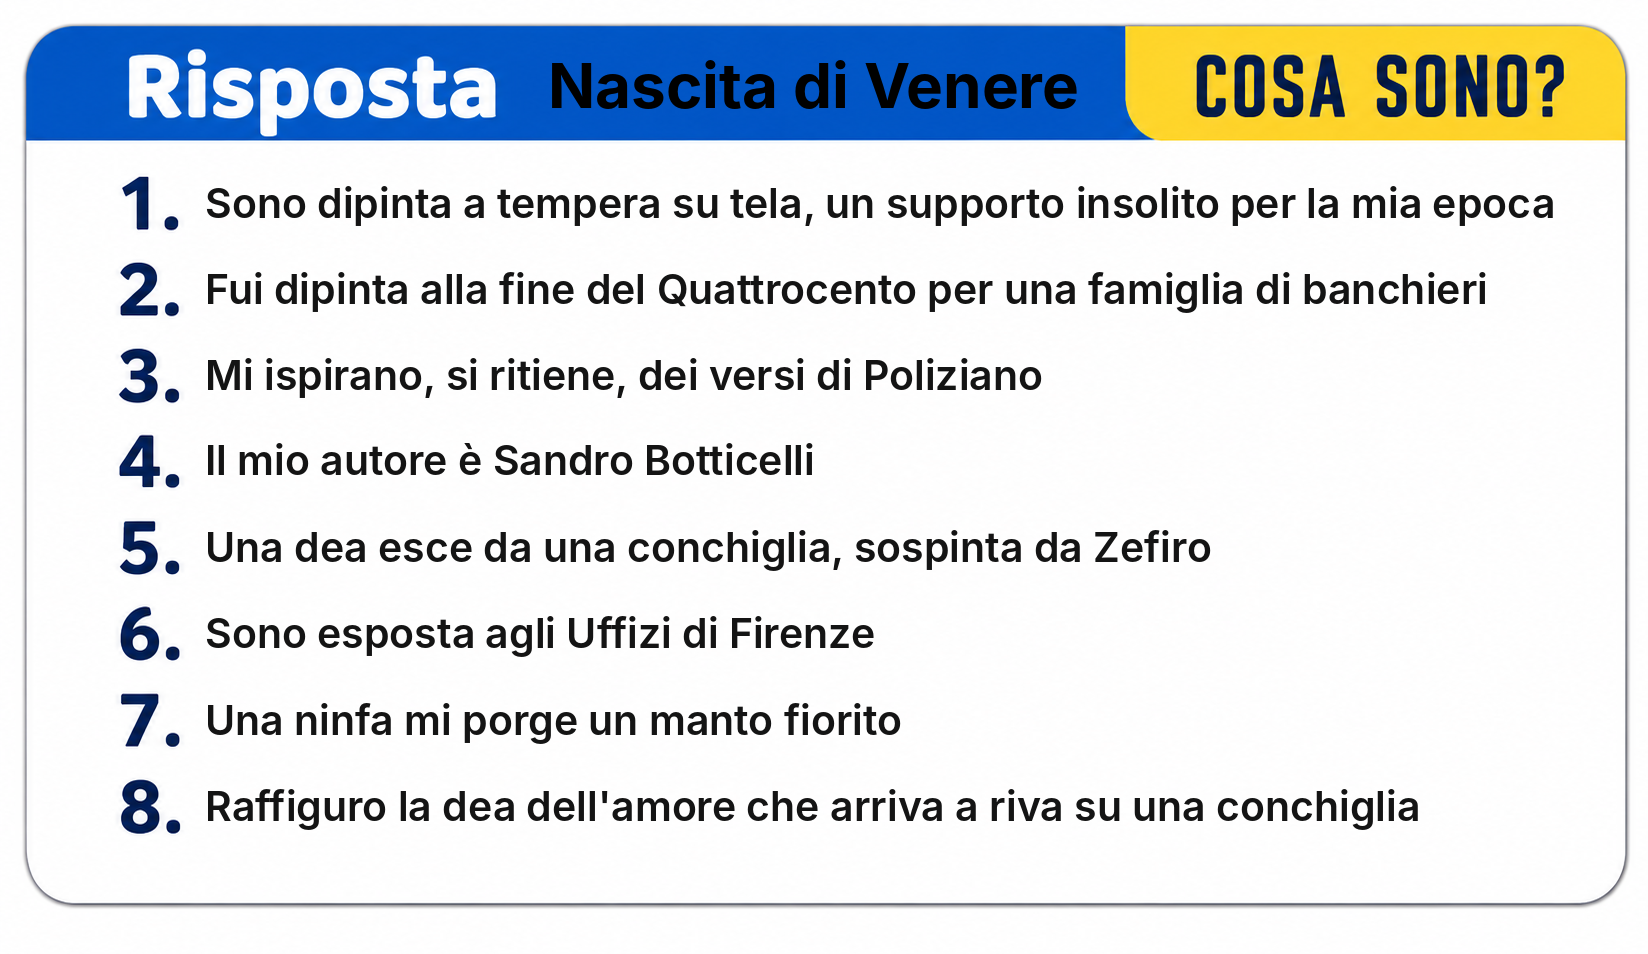 Risposta Nascita di Venere COSA SONO?
1. Sono dipinta a tempera su tela, un supporto insolito per la mia epoca
2. Fui dipinta alla fine del Quattrocento per una famiglia di banchieri
3. Mi ispirano, si ritiene, dei versi di Poliziano
4. Il mio autore è Sandro Botticelli
5. Una dea esce da una conchiglia, sospinta da Zefiro
6. Sono esposta agli Uffizi di Firenze
7. Una ninfa mi porge un manto fiorito
8. Raffiguro la dea dell'amore che arriva a riva su una conchiglia